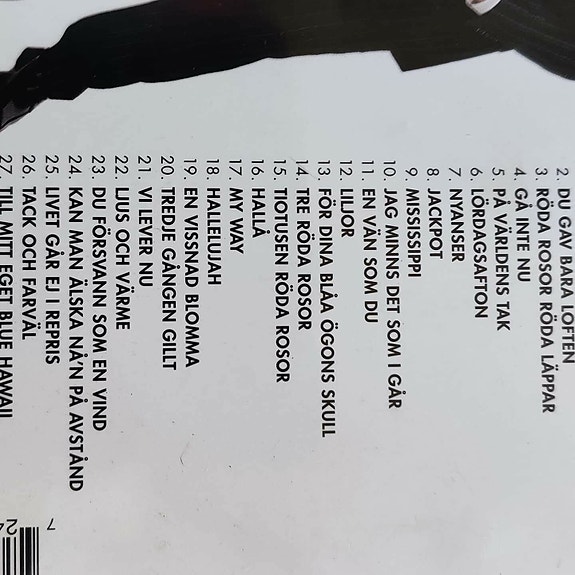 2. DU GAV BARA LÖFTEN
3. RÖDA ROSOR RÖDA LÄPPAR
4. GÅ INTE NU
5. PÅ VÄRLDENS TAK
6. LÖRDAGSAFTON
7. NYANSER
8. JACKPOT
9. MISSISSIPPI
10. JAG MINNS DET SOM I GÅR
11. EN VÄN SOM DU
12. LILJOR
13. FÖR DINA BLÅA ÖGONS SKULL
14. TRE RÖDA ROSOR
15. TIOTUSEN RÖDA ROSOR
16. HALLÅ
17. MY WAY
18. HALLELUJAH
19. EN VISSNAD BLOMMA
20. TREDJE GÅNGEN GILLT
21. VI LEVER NU
22. LJUS OCH VÄRME
23. DU FÖRSVANN SOM EN VIND
24. KAN MAN ÄLSKA NÅ'N PÅ AVSTÅND
25. LIVET GÅR EJ I REPRIS
26. TACK OCH FARVÄL
27. TILL MITT EGET BLUE HAWAII
7 24